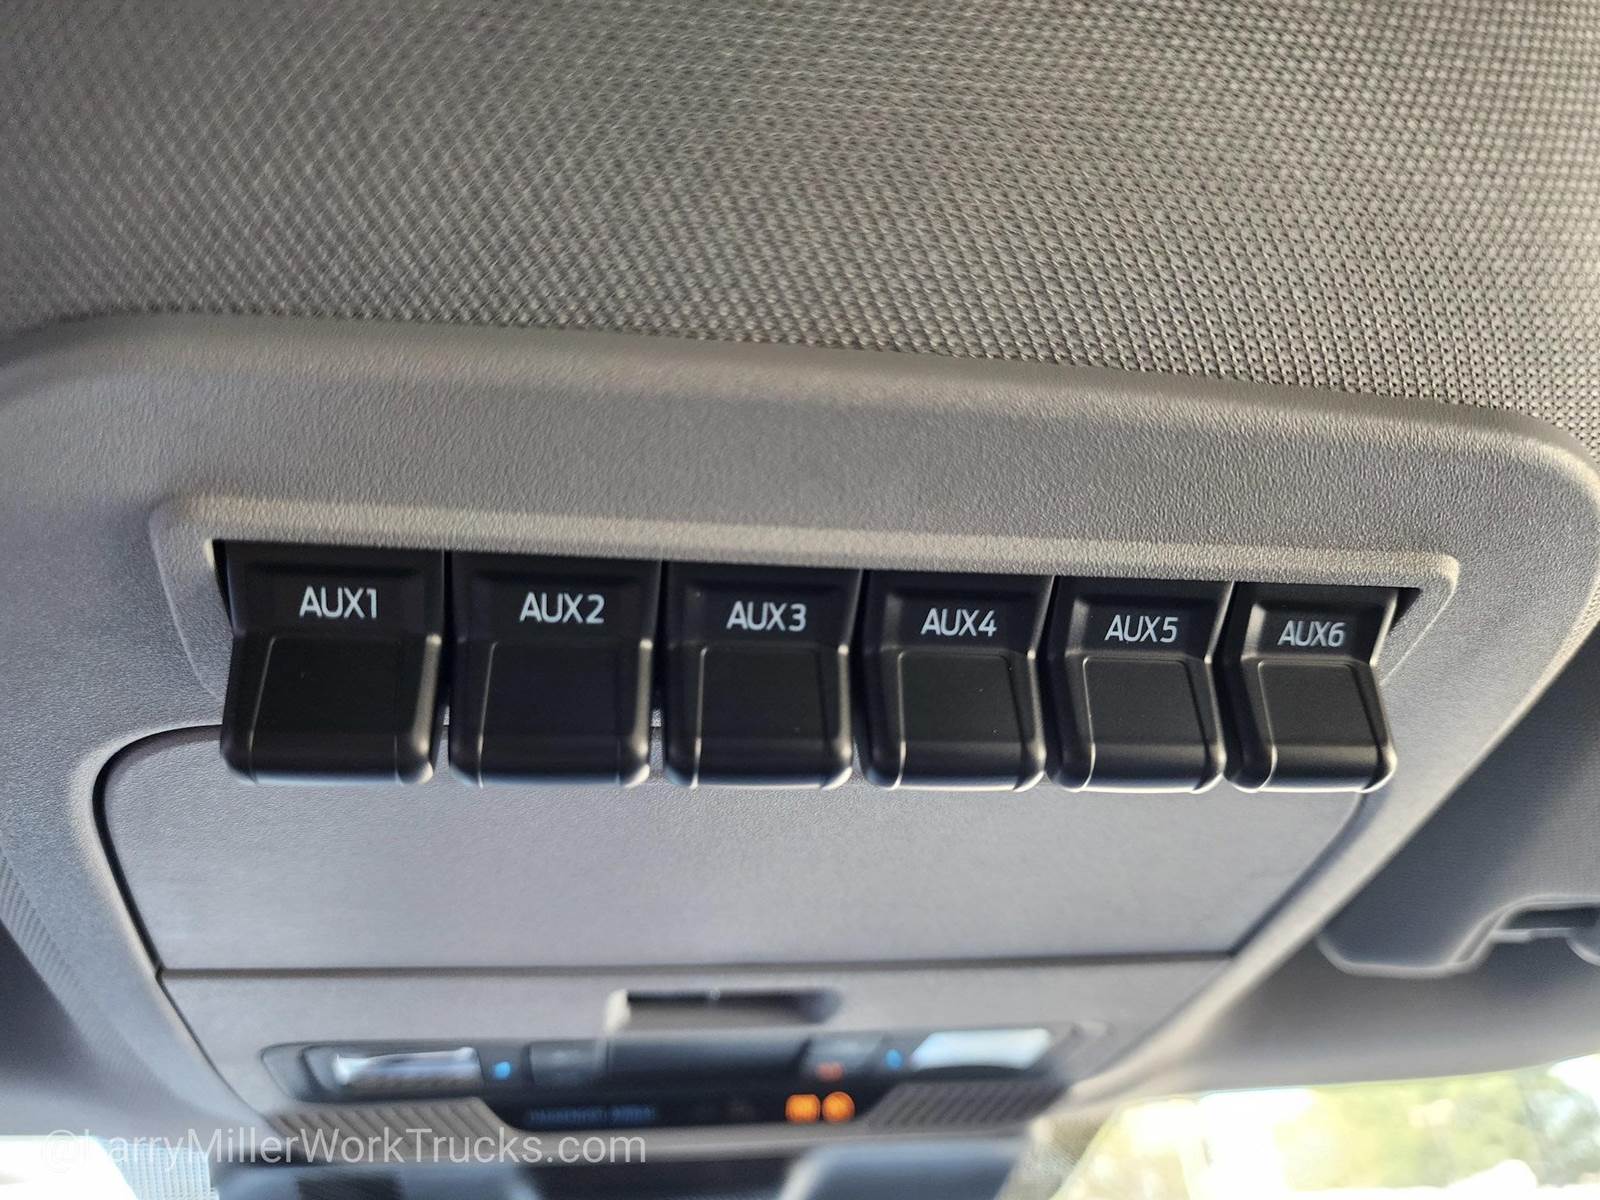 AUX1 AUX2 AUX3 AUX4 AUX5 AUX6
@LarryMillerWorkTrucks.com